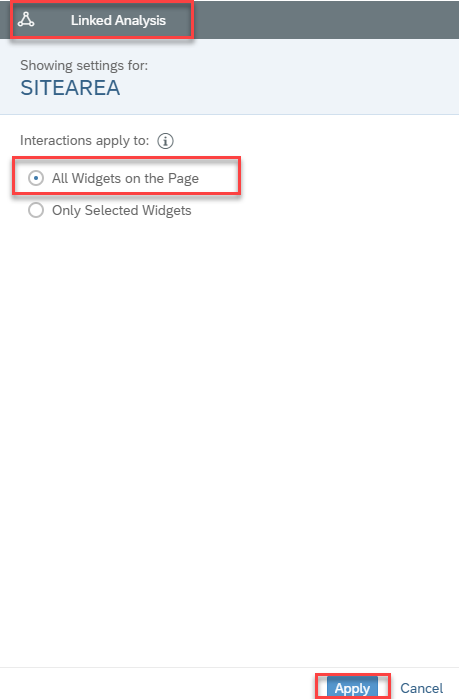 Linked Analysis
Showing settings for:
SITEAREA
Interactions apply to:
All Widgets on the Page
Only Selected Widgets
Apply Cancel